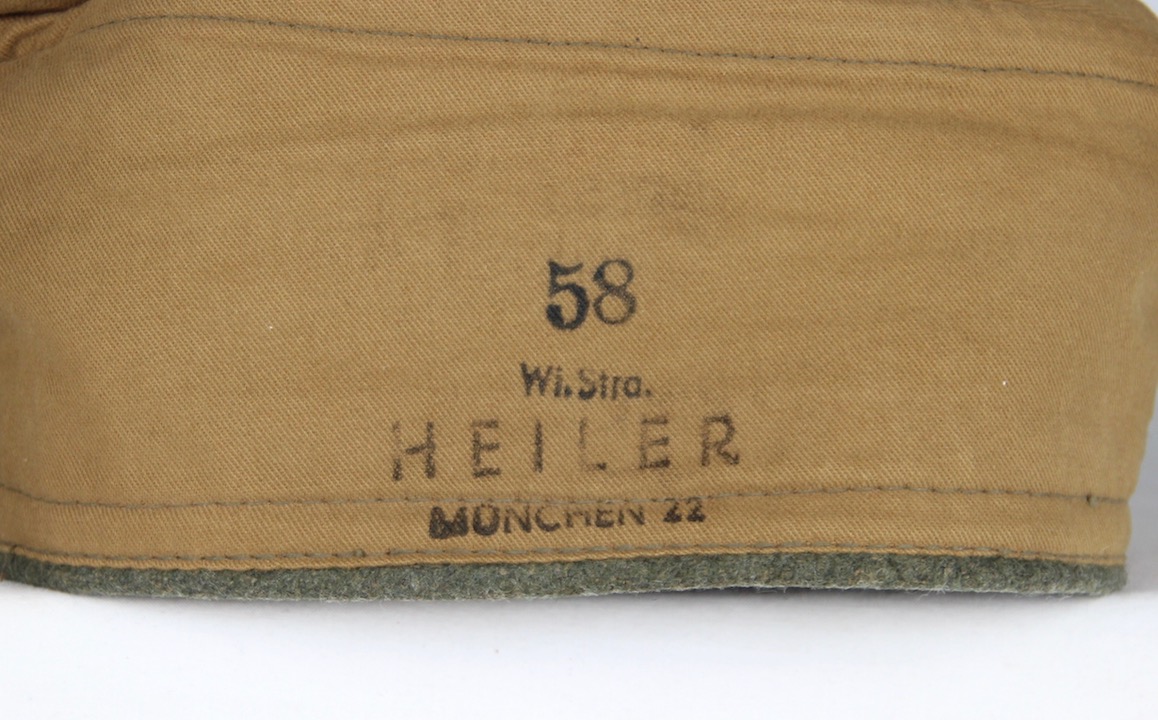 58
Wi.Stra.
HEILER
MÜNCHEN 22